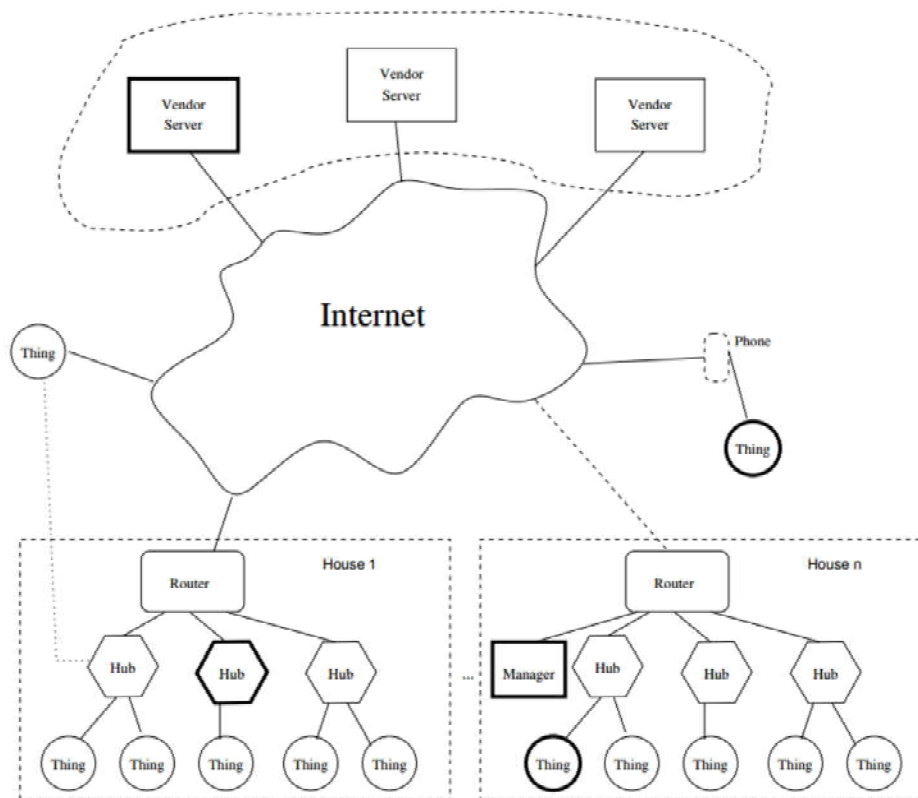 Vendor
Server
Vendor
Server
Vendor
Server
Internet
Thing
Phone
Thing
House 1
Router
House n
Router
Hub
Hub
Hub
...
Manager
Hub
Hub
Hub
Thing
Thing
Thing
Thing
Thing
Thing
Thing
Thing
Thing
Thing